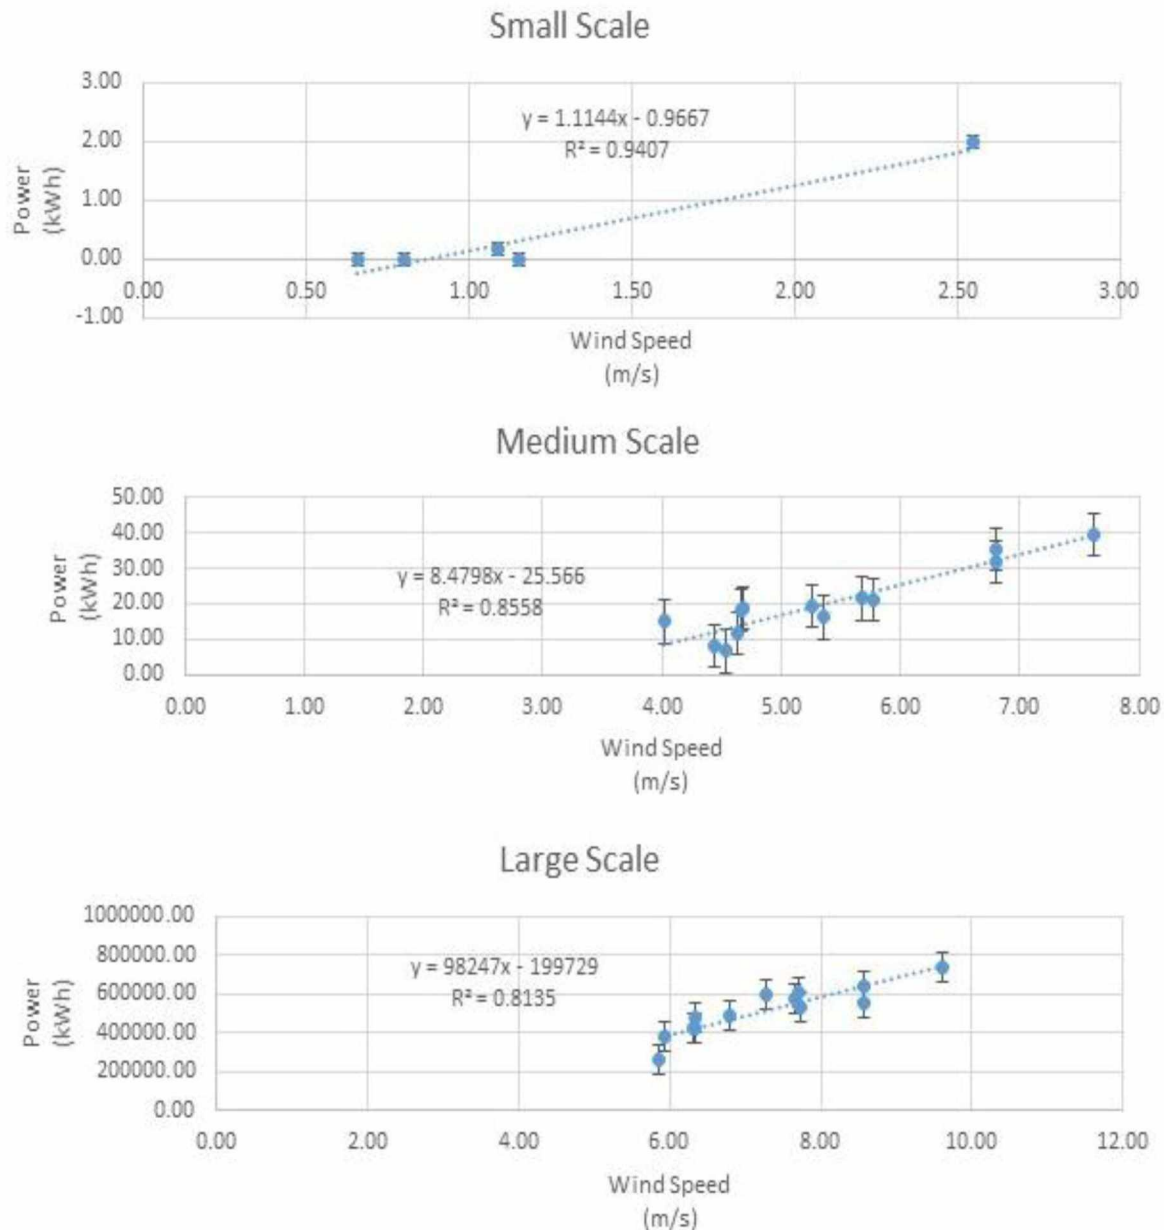 Small Scale
3.00
y = 1.1144x - 0.9667
2.00
R² = 0.9407
Power
(kWh)
1.00
0.00
0.00 0.50 1.00 1.50 2.00 2.50 3.00
-1.00
Wind Speed
(m/s)
Medium Scale
50.00
40.00
Power
(kWh)
30.00
y = 8.4798x - 25.566
R² = 0.8558
20.00
10.00
0.00
0.00 1.00 2.00 3.00 4.00 5.00 6.00 7.00 8.00
Wind Speed
(m/s)
Large Scale
1000000.00
800000.00
y = 98247x - 199729
R² = 0.8135
Power
(kWh)
600000.00
400000.00
200000.00
0.00
0.00 2.00 4.00 6.00 8.00 10.00 12.00
Wind Speed
(m/s)